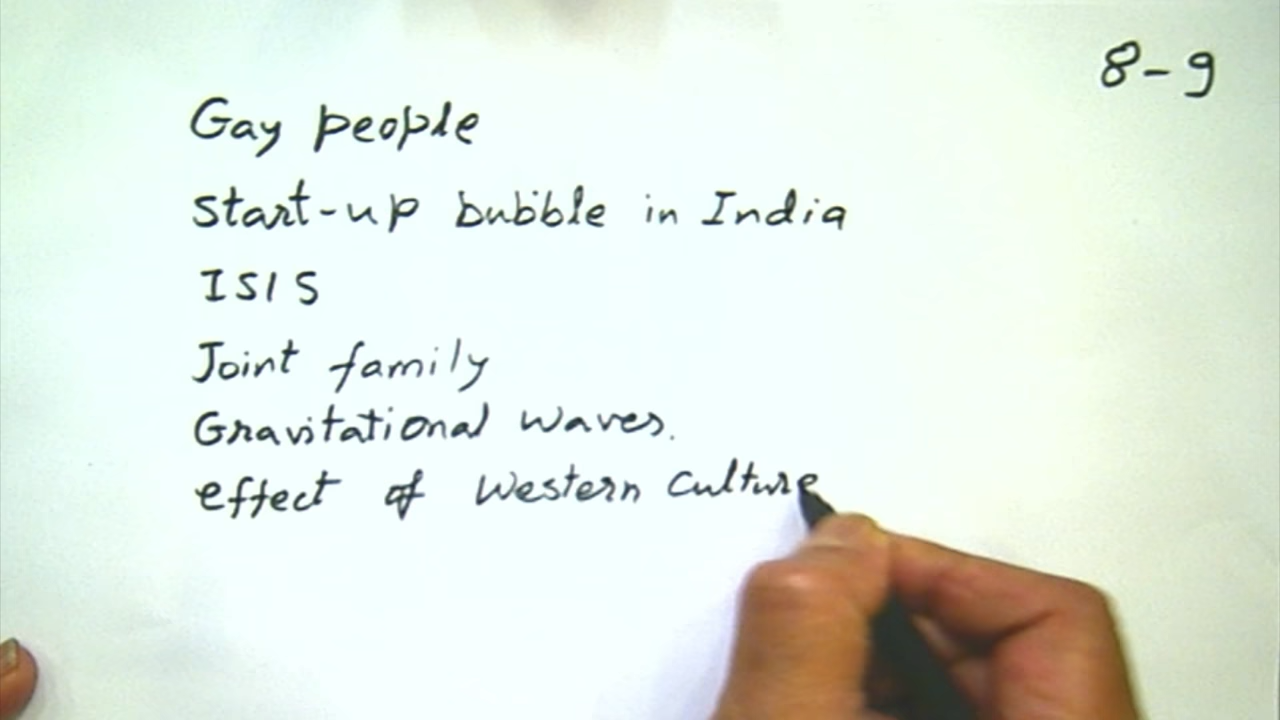 8-9
Gay people
Start-up bubble in India
ISIS
Joint family
Gravitational waves.
effect of Western Culture